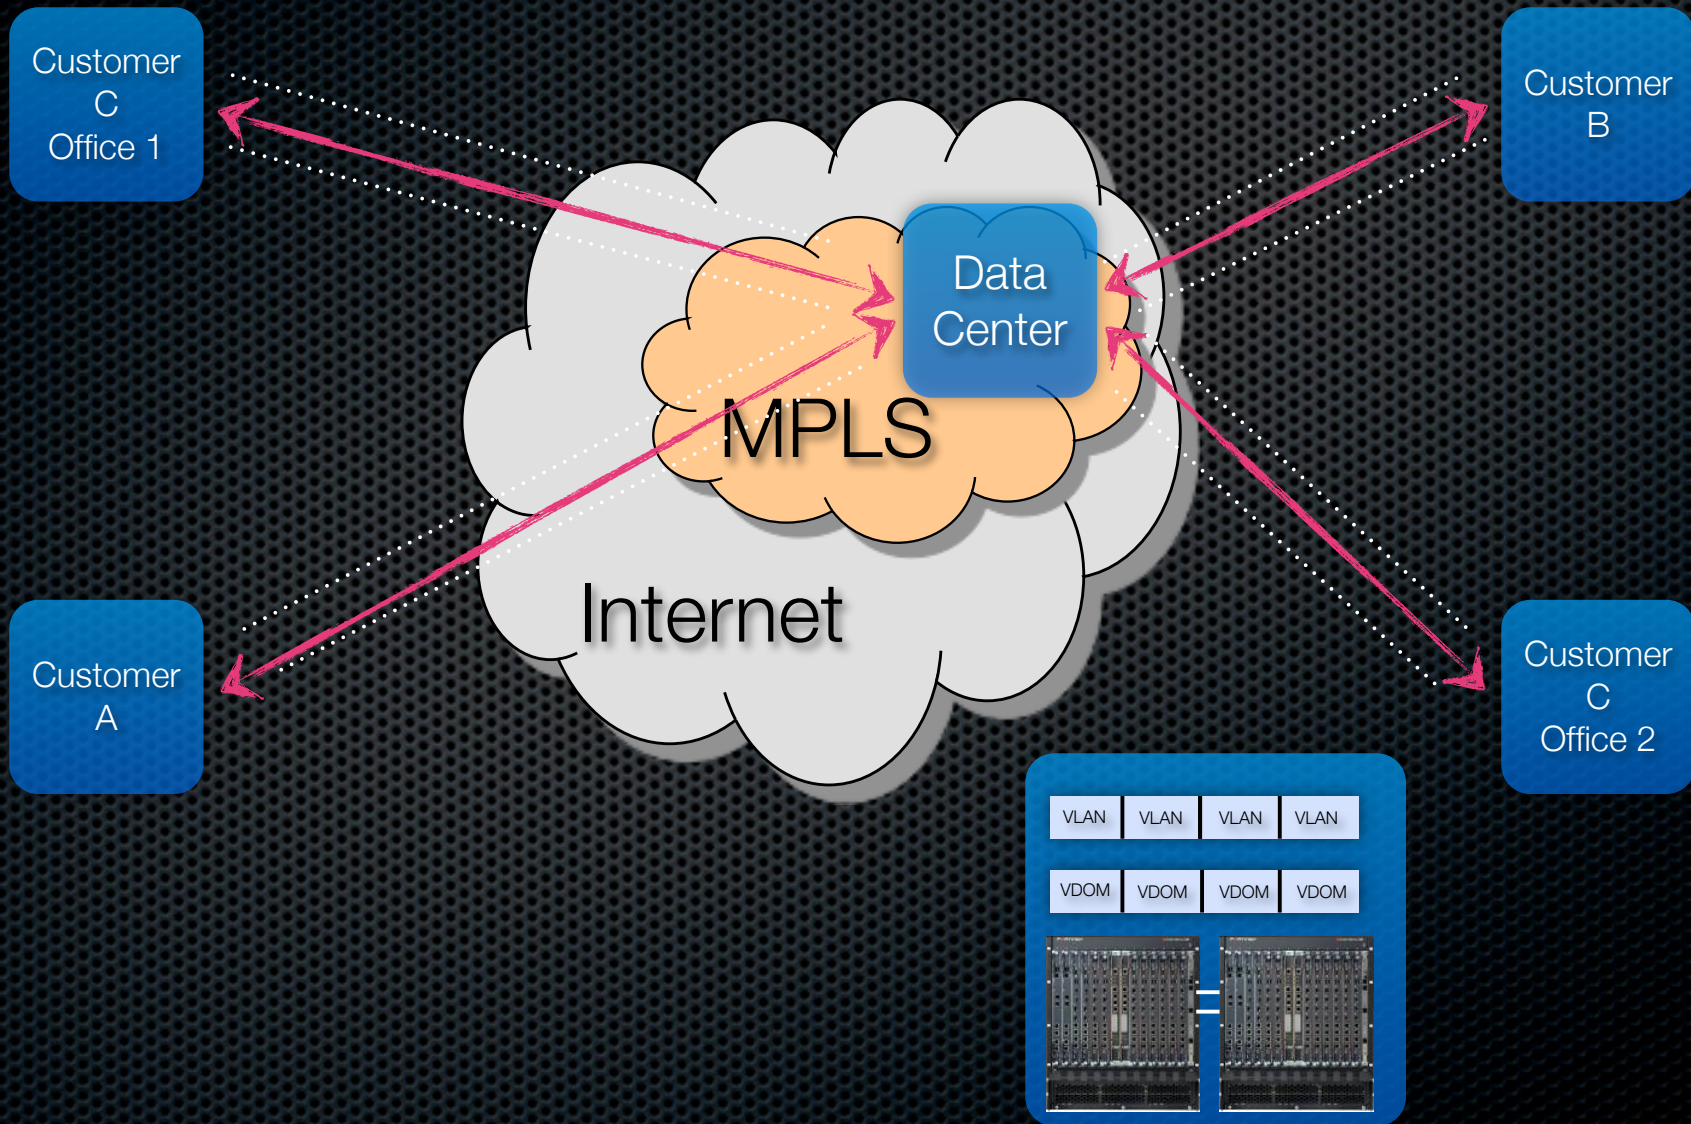 Customer
C
Office 1
Customer
B
Data
Center
MPLS
Internet
Customer
A
Customer
C
Office 2
VLAN VLAN VLAN VLAN
VDOM VDOM VDOM VDOM